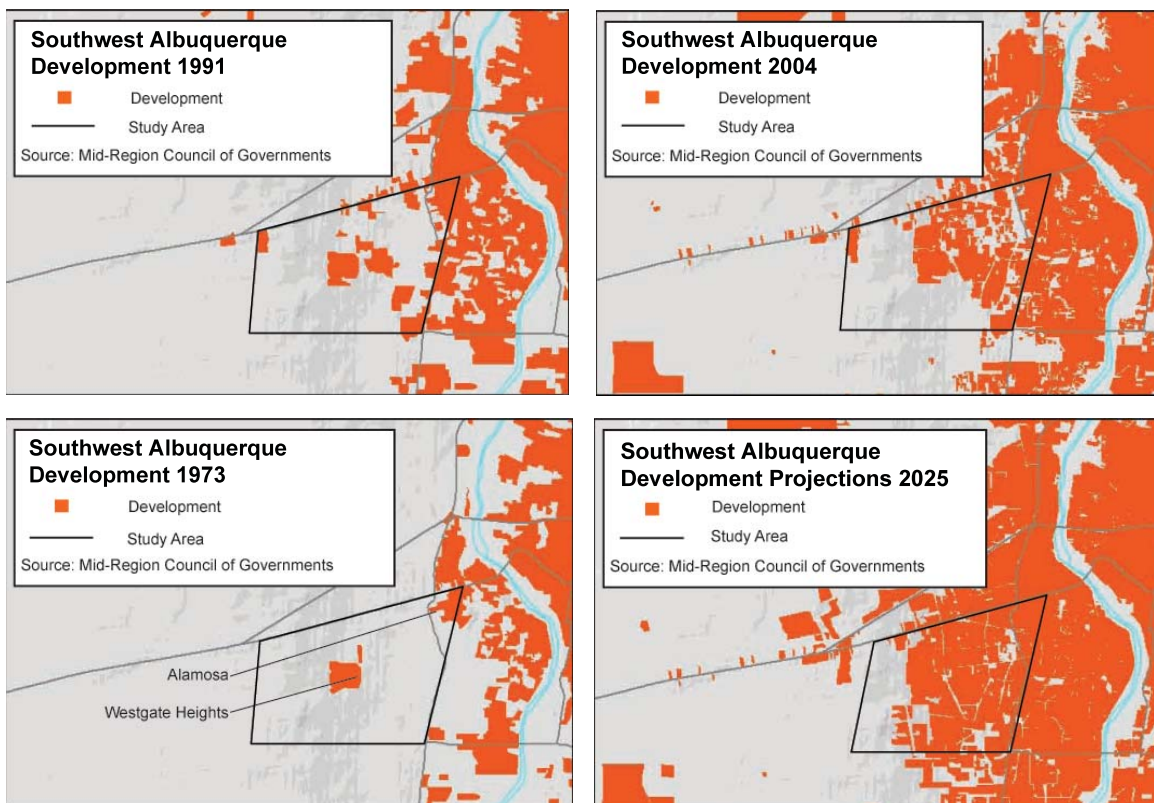 Southwest Albuquerque
Development 1991
Development
Study Area
Source: Mid-Region Council of Governments
Southwest Albuquerque
Development 2004
Development
Study Area
Source: Mid-Region Council of Governments
Southwest Albuquerque
Development 1973
Development
Study Area
Source: Mid-Region Council of Governments
Alamosa
Westgate Heights
Southwest Albuquerque
Development Projections 2025
Development
Study Area
Source: Mid-Region Council of Governments